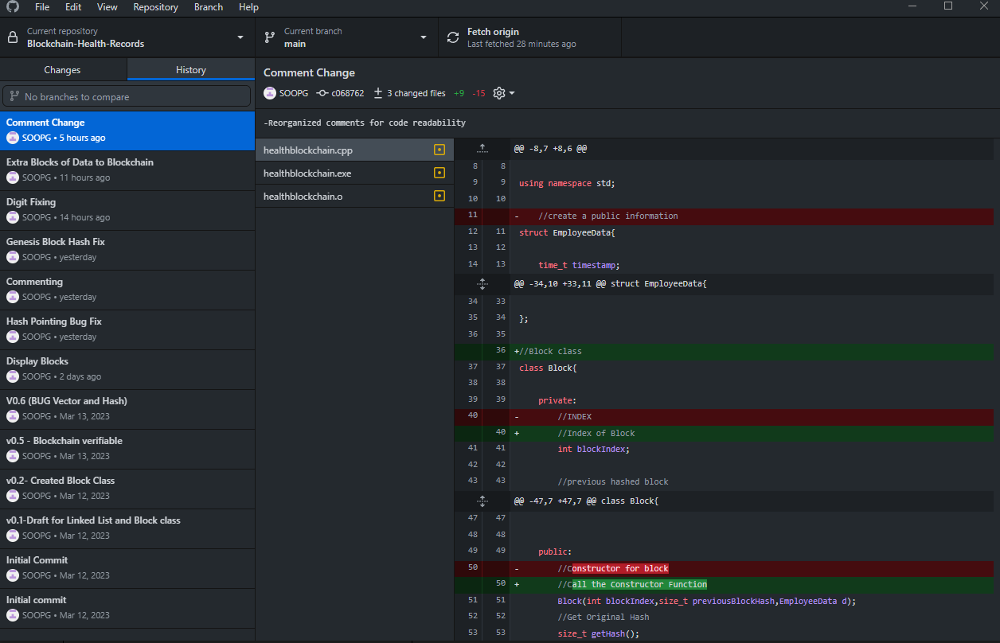 File Edit View Repository Branch Help
Current repository
Blockchain-Health-Records
Current branch
main
Fetch origin
Last fetched 28 minutes ago
Changes
History
No branches to compare
Comment Change
SOOPG • 5 hours ago
Extra Blocks of Data to Blockchain
SOOPG • 11 hours ago
Digit Fixing
SOOPG • 14 hours ago
Genesis Block Hash Fix
SOOPG • yesterday
Commenting
SOOPG • yesterday
Hash Pointing Bug Fix
SOOPG • yesterday
Display Blocks
SOOPG • 2 days ago
V0.6 (BUG Vector and Hash)
SOOPG • Mar 13, 2023
v0.5 - Blockchain verifiable
SOOPG • Mar 13, 2023
v0.2- Created Block Class
SOOPG • Mar 12, 2023
v0.1-Draft for Linked List and Block class
SOOPG • Mar 12, 2023
Initial Commit
SOOPG • Mar 12, 2023
Initial commit
SOOPG • Mar 12, 2023
Comment Change
SOOPG c068762 3 changed files +9 -15
-Reorganized comments for code readability
healthblockchain.cpp
healthblockchain.exe
healthblockchain.o
@@ -8,7 +8,6 @@
8 8
9 9 using namespace std;
10 10
11 - //create a public information
12 11 struct EmployeeData{
13 12
14 13 time_t timestamp;
@@ -34,10 +33,11 @@ struct EmployeeData{
34 33
35 34 };
36 35
36 +//Block class
37 37 class Block{
38 38
39 39 private:
40 - //INDEX
40 + //Index of Block
41 41 int blockIndex;
42 42
43 43 //previous hashed block
@@ -47,7 +47,7 @@ class Block{
47 47
48 48
49 49 public:
50 - //Constructor for block
50 + //Call the Constructor Function
51 51 Block(int blockIndex,size_t previousBlockHash,EmployeeData d);
52 52 //Get Original Hash
53 53 size_t getHash();